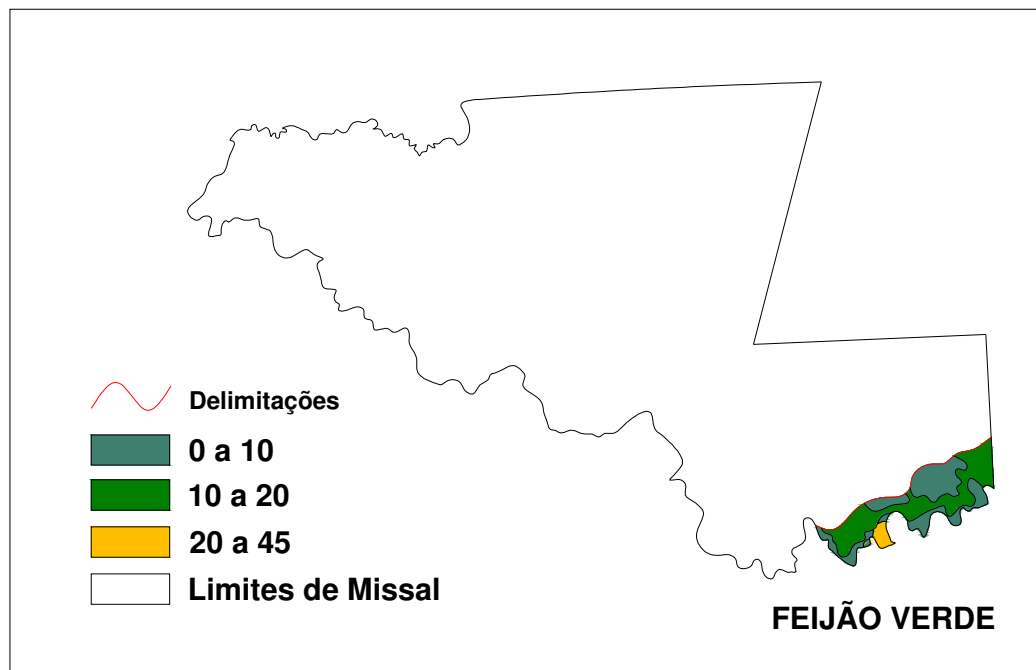 Delimitações
0 a 10
10 a 20
20 a 45
Limites de Missal
FEIJÃO VERDE